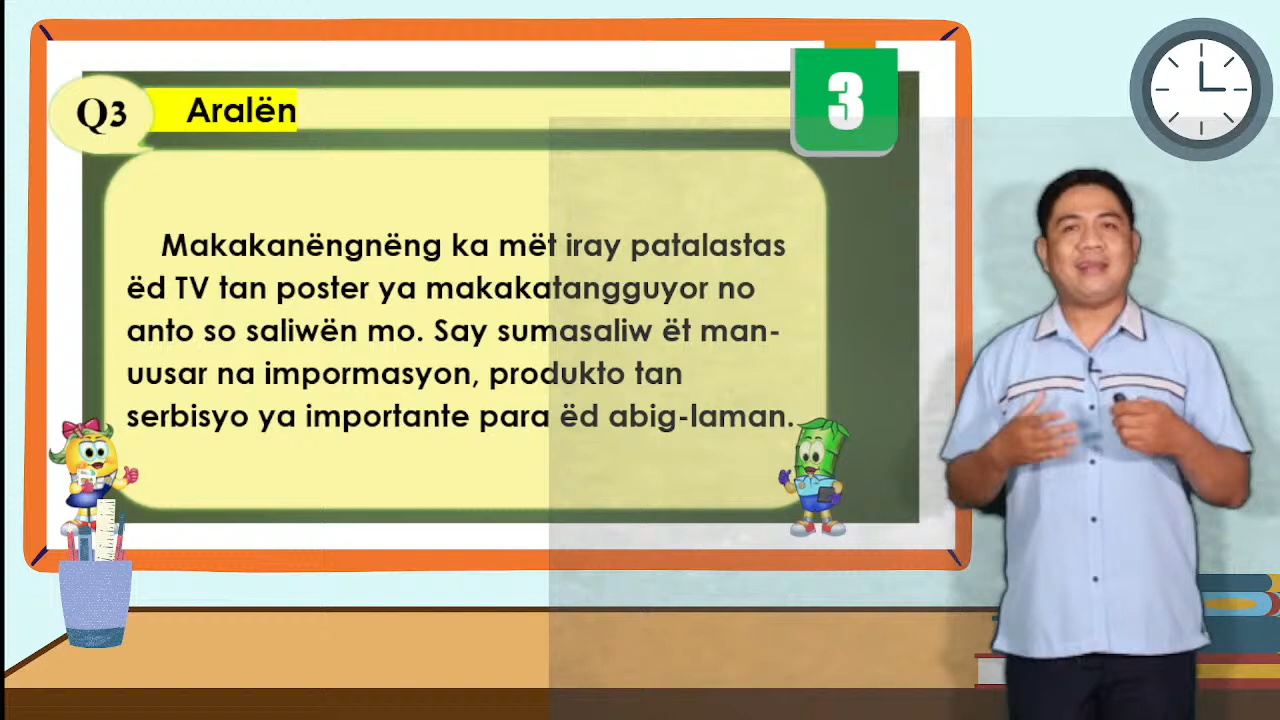 Q3
Aralën
3
Makakanëngnëng ka mët iray patalastas
ëd TV tan poster ya makakatangguyor no
anto so saliwën mo. Say sumasaliw ët man-
uusar na impormasyon, produkto tan
serbisyo ya importante para ëd abig-laman.